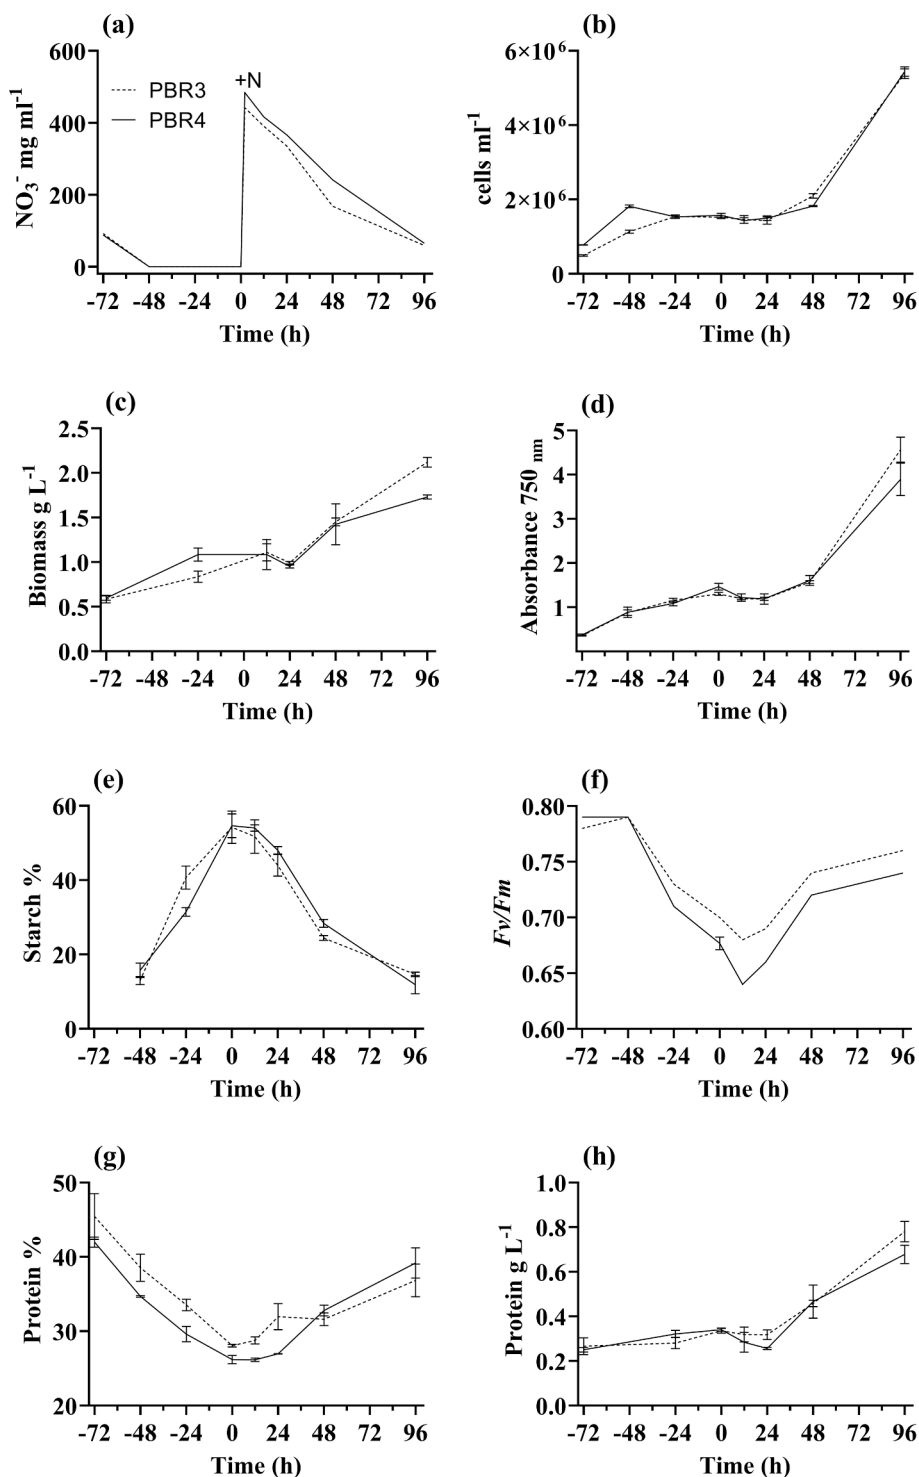 (a)
600
400
200
0
NO₃⁻ mg ml⁻¹
+N
PBR3
PBR4
-72 -48 -24 0 24 48 72 96
Time (h)
(b)
6×10⁶
4×10⁶
2×10⁶
0
cells ml⁻¹
-72 -48 -24 0 24 48 72 96
Time (h)
(c)
2.5
2.0
1.5
1.0
0.5
0.0
Biomass g L⁻¹
-72 -48 -24 0 24 48 72 96
Time (h)
(d)
5
4
3
2
1
Absorbance 750 nm
-72 -48 -24 0 24 48 72 96
Time (h)
(e)
60
40
20
0
Starch %
-72 -48 -24 0 24 48 72 96
Time (h)
(f)
0.80
0.75
0.70
0.65
0.60
Fv/Fm
-72 -48 -24 0 24 48 72 96
Time (h)
(g)
50
40
30
20
Protein %
-72 -48 -24 0 24 48 72 96
Time (h)
(h)
1.0
0.8
0.6
0.4
0.2
0.0
Protein g L⁻¹
-72 -48 -24 0 24 48 72 96
Time (h)